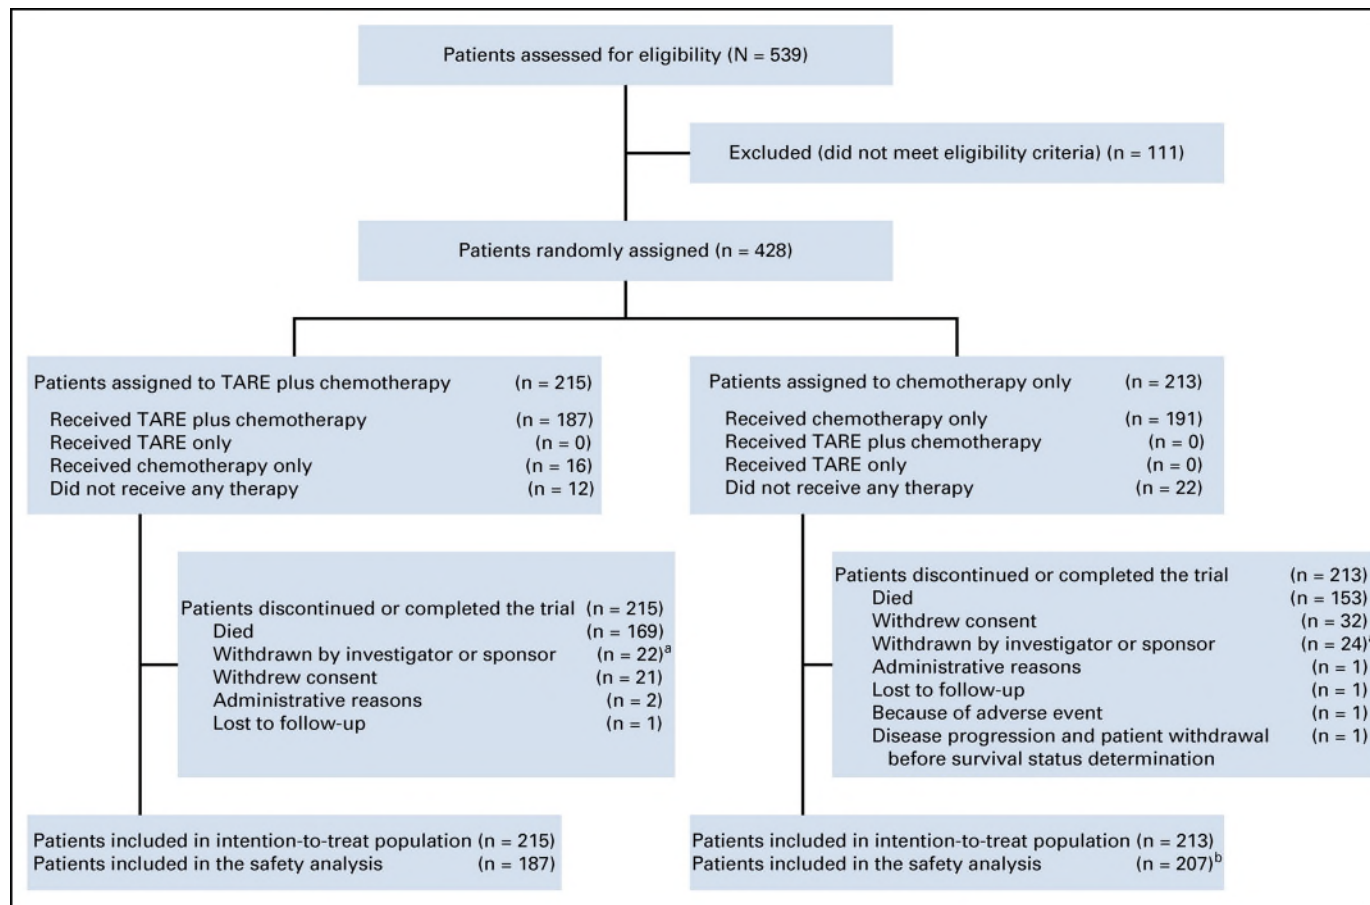 Patients assessed for eligibility (N = 539)
Excluded (did not meet eligibility criteria) (n = 111)
Patients randomly assigned (n = 428)
Patients assigned to TARE plus chemotherapy (n = 215)
Received TARE plus chemotherapy (n = 187)
Received TARE only (n = 0)
Received chemotherapy only (n = 16)
Did not receive any therapy (n = 12)
Patients assigned to chemotherapy only (n = 213)
Received chemotherapy only (n = 191)
Received TARE plus chemotherapy (n = 0)
Received TARE only (n = 0)
Did not receive any therapy (n = 22)
Patients discontinued or completed the trial (n = 215)
Died (n = 169)
Withdrawn by investigator or sponsor (n = 22)a
Withdrew consent (n = 21)
Administrative reasons (n = 2)
Lost to follow-up (n = 1)
Patients discontinued or completed the trial (n = 213)
Died (n = 153)
Withdrew consent (n = 32)
Withdrawn by investigator or sponsor (n = 24)
Administrative reasons (n = 1)
Lost to follow-up (n = 1)
Because of adverse event (n = 1)
Disease progression and patient withdrawal (n = 1)
before survival status determination
Patients included in intention-to-treat population (n = 215)
Patients included in the safety analysis (n = 187)
Patients included in intention-to-treat population (n = 213)
Patients included in the safety analysis (n = 207)b